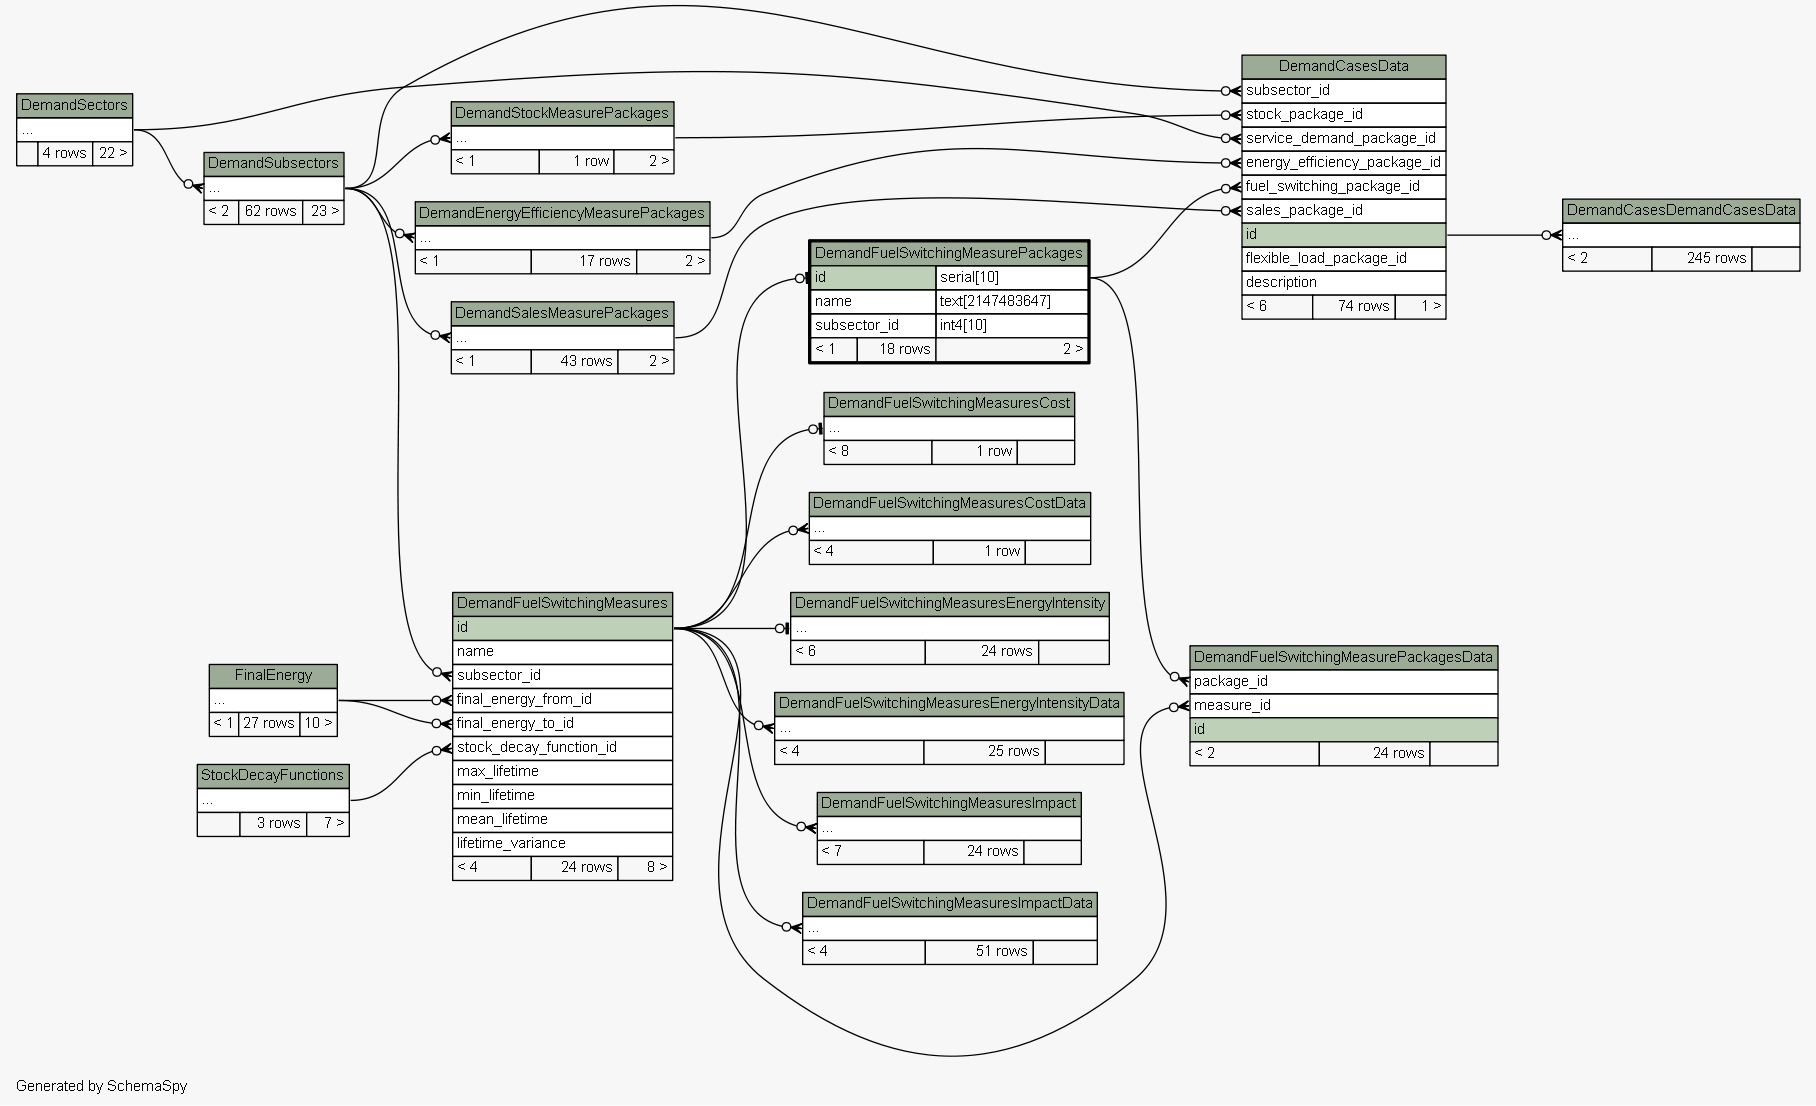 DemandSectors
...
4 rows 22 >
DemandSubsectors
...
< 2 62 rows 23 >
DemandStockMeasurePackages
...
< 1 1 row 2 >
DemandEnergyEfficiencyMeasurePackages
...
< 1 17 rows 2 >
DemandSalesMeasurePackages
...
< 1 43 rows 2 >
DemandFuelSwitchingMeasurePackages
id serial[10]
name text[2147483647]
subsector_id int4[10]
< 1 18 rows 2 >
DemandCasesData
subsector_id
stock_package_id
service_demand_package_id
energy_efficiency_package_id
fuel_switching_package_id
sales_package_id
id
flexible_load_package_id
description
< 6 74 rows 1 >
DemandCasesDemandCasesData
...
< 2 245 rows
DemandFuelSwitchingMeasuresCost
...
< 8 1 row
DemandFuelSwitchingMeasuresCostData
...
< 4 1 row
DemandFuelSwitchingMeasuresEnergyIntensity
...
< 6 24 rows
DemandFuelSwitchingMeasuresEnergyIntensityData
...
< 4 25 rows
DemandFuelSwitchingMeasuresImpact
...
< 7 24 rows
DemandFuelSwitchingMeasuresImpactData
...
< 4 51 rows
DemandFuelSwitchingMeasures
id
name
subsector_id
final_energy_from_id
final_energy_to_id
stock_decay_function_id
max_lifetime
min_lifetime
mean_lifetime
lifetime_variance
< 4 24 rows 8 >
FinalEnergy
...
< 1 27 rows 10 >
StockDecayFunctions
...
3 rows 7 >
DemandFuelSwitchingMeasurePackagesData
package_id
measure_id
id
< 2 24 rows
Generated by SchemaSpy